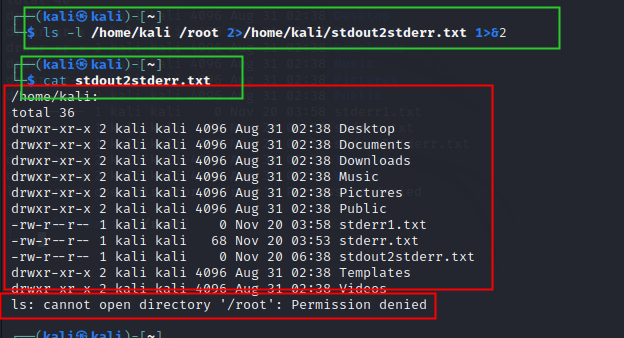 ┌──(kali㉿kali)-[~]
└─$ ls -l /home/kali /root 2>/home/kali/stdout2stderr.txt 1>&2
┌──(kali㉿kali)-[~]
└─$ cat stdout2stderr.txt
/home/kali:
total 36
drwxr-xr-x 2 kali kali 4096 Aug 31 02:38 Desktop
drwxr-xr-x 2 kali kali 4096 Aug 31 02:38 Documents
drwxr-xr-x 2 kali kali 4096 Aug 31 02:38 Downloads
drwxr-xr-x 2 kali kali 4096 Aug 31 02:38 Music
drwxr-xr-x 2 kali kali 4096 Aug 31 02:38 Pictures
drwxr-xr-x 2 kali kali 4096 Aug 31 02:38 Public
-rw-r--r-- 1 kali kali    0 Nov 20 03:58 stderr1.txt
-rw-r--r-- 1 kali kali   68 Nov 20 03:53 stderr.txt
-rw-r--r-- 1 kali kali    0 Nov 20 06:38 stdout2stderr.txt
drwxr-xr-x 2 kali kali 4096 Aug 31 02:38 Templates
drwxr-xr-x 2 kali kali 4096 Aug 31 02:38 Videos
ls: cannot open directory '/root': Permission denied
┌──(kali㉿kali)-[~]